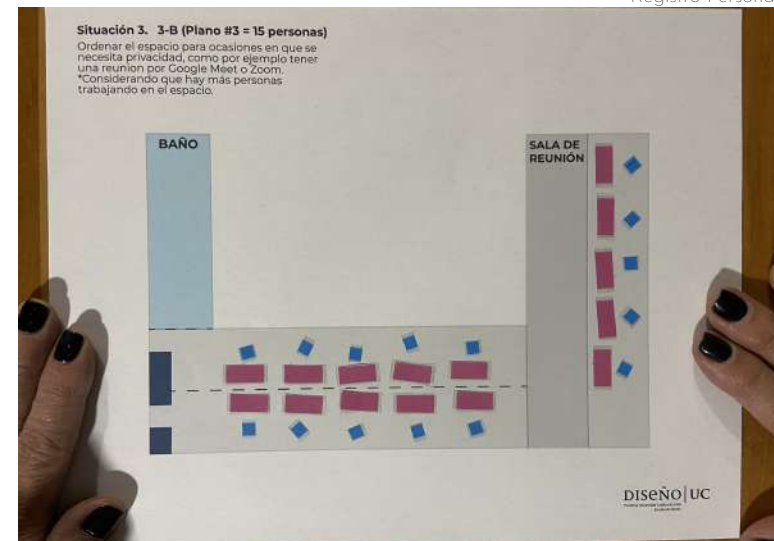 Situación 3. 3-B (Plano #3 = 15 personas)
Ordenar el espacio para ocasiones en que se
necesita privacidad, como por ejemplo tener
una reunion por Google Meet o Zoom.
*Considerando que hay más personas
trabajando en el espacio.
BAÑO
SALA DE
REUNIÓN
DISEÑO|UC